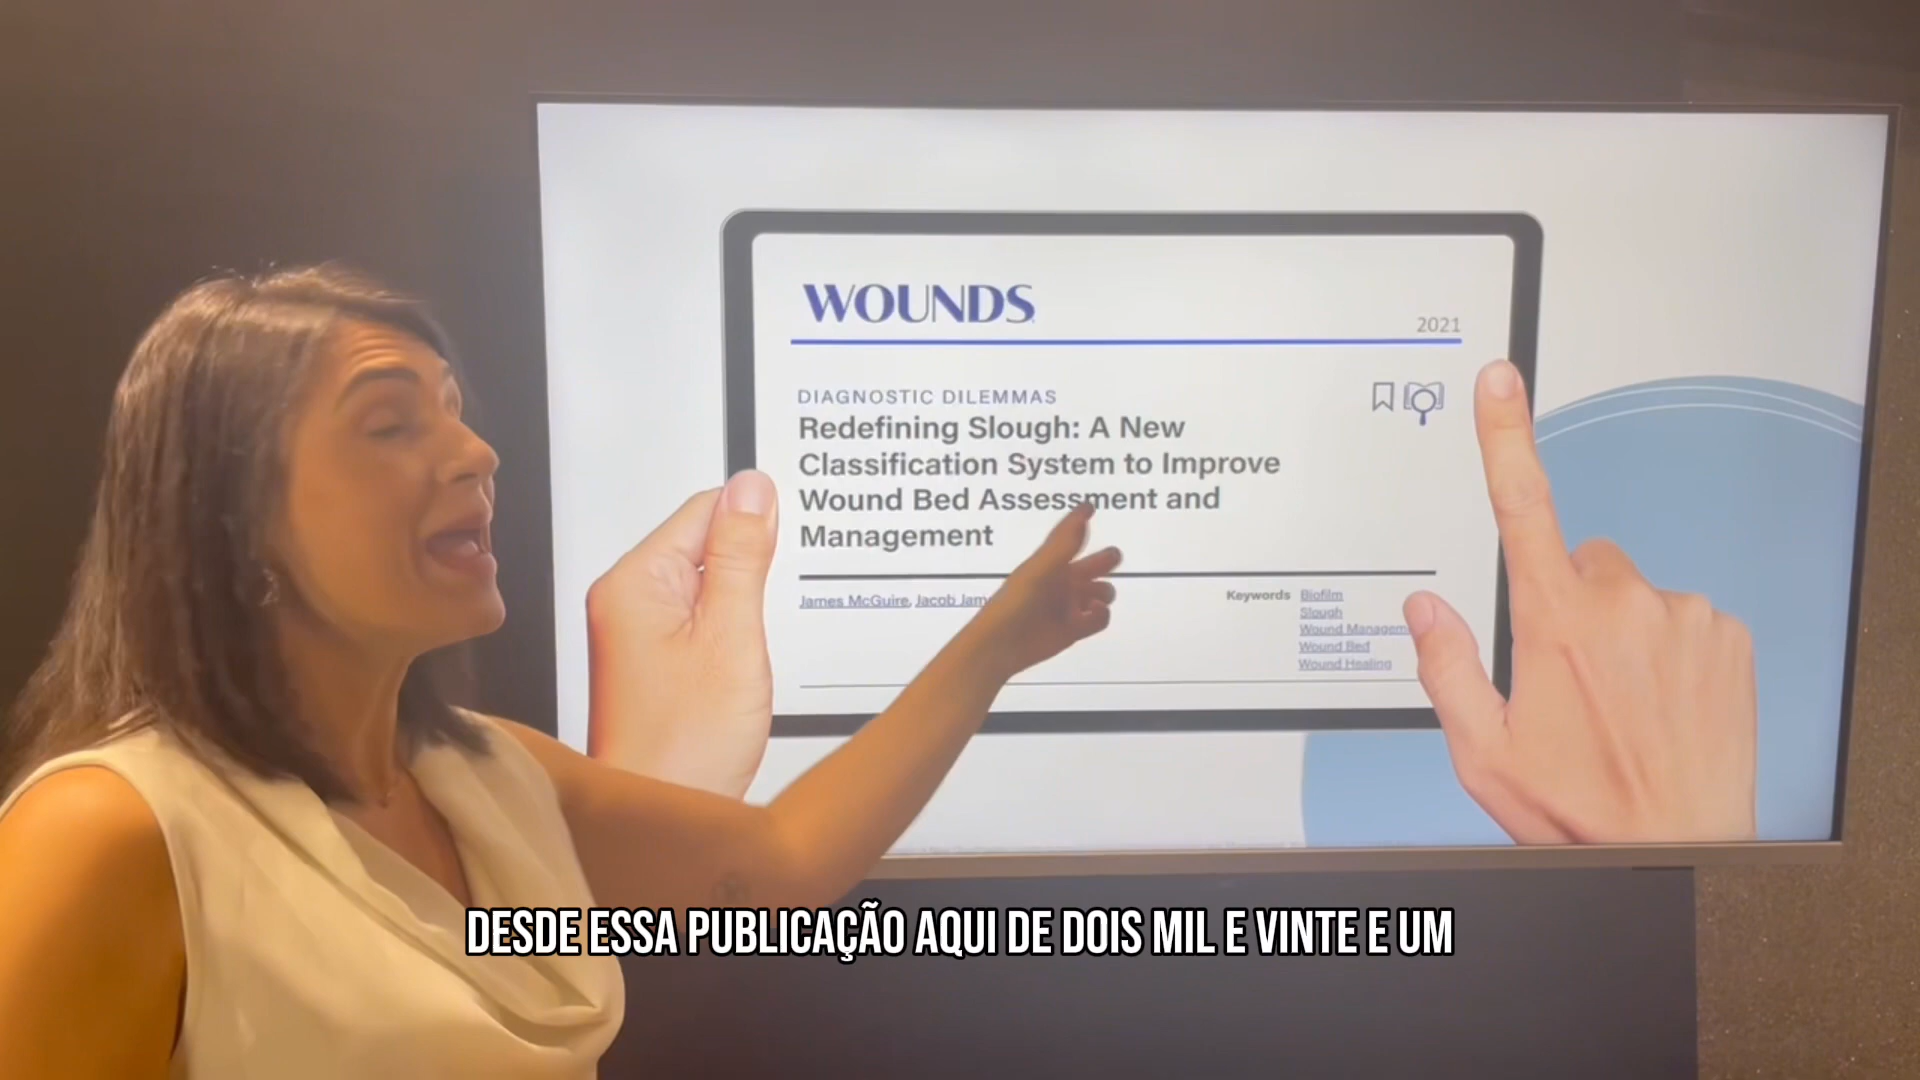 WOUNDS
2021
DIAGNOSTIC DILEMMAS
Redefining Slough: A New
Classification System to Improve
Wound Bed Assessment and
Management
James McGuire, Jacob
Keywords Biofilm
Slough
Wound
Wound Bed
Wound Healing
DESDE ESSA PUBLICAÇÃO AQUI DE DOIS MIL E VINTE E UM